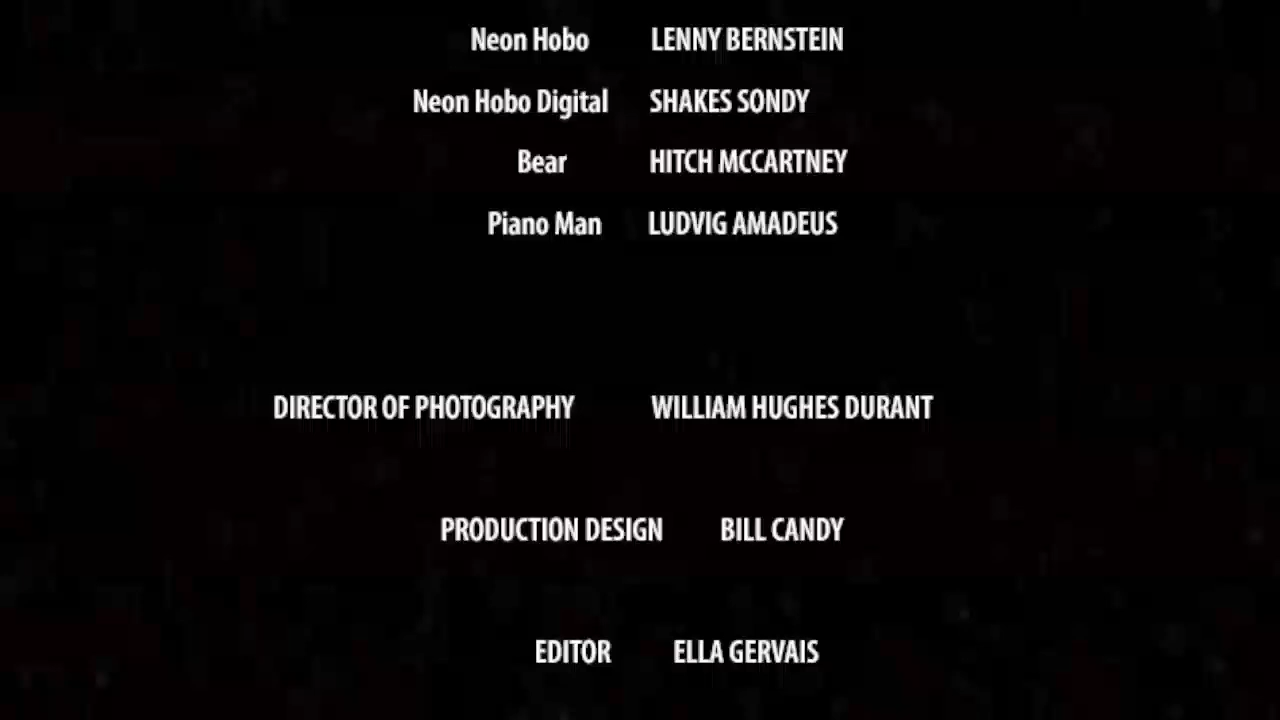 Neon Hobo LENNY BERNSTEIN
Neon Hobo Digital SHAKES SONDY
Bear HITCH MCCARTNEY
Piano Man LUDVIG AMADEUS
DIRECTOR OF PHOTOGRAPHY WILLIAM HUGHES DURANT
PRODUCTION DESIGN BILL CANDY
EDITOR ELLA GERVAIS